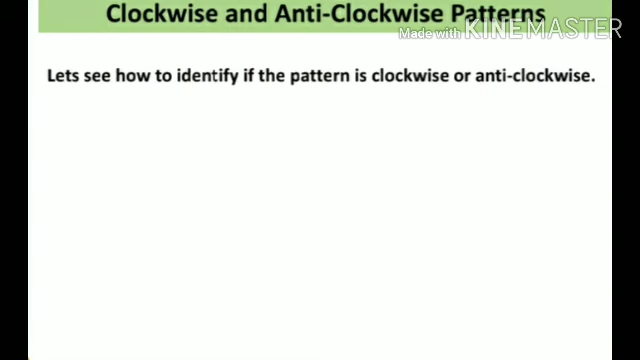 Clockwise and Anti-Clockwise Patterns
Made with KINEMASTER
Lets see how to identify if the pattern is clockwise or anti-clockwise.